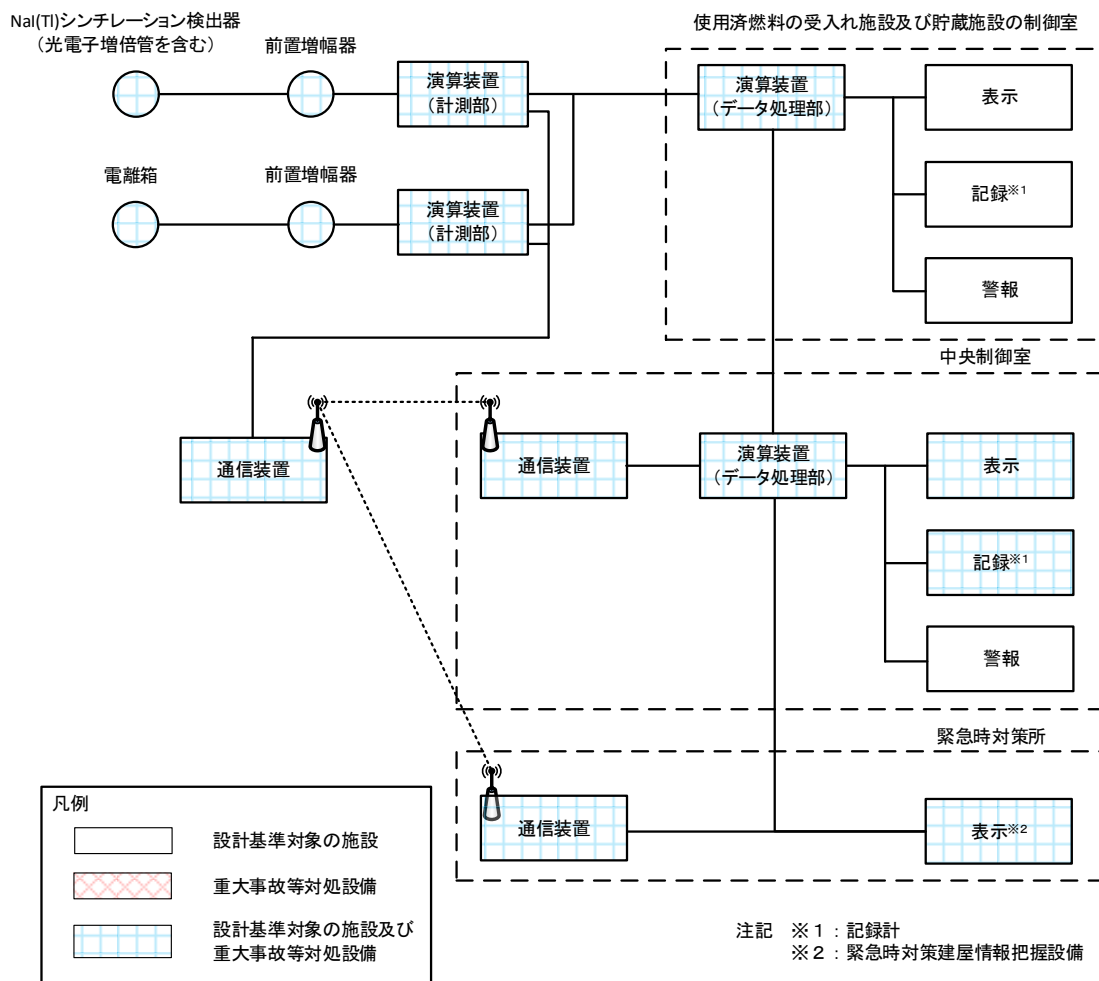 NaI(Tl)シンチレーション検出器
(光電子増倍管を含む)
前置増幅器
演算装置
(計測部)
使用済燃料の受入れ施設及び貯蔵施設の制御室
演算装置
(データ処理部)
表示
記録※1
警報
電離箱
前置増幅器
演算装置
(計測部)
中央制御室
通信装置
通信装置
演算装置
(データ処理部)
表示
記録※1
警報
緊急時対策所
通信装置
表示※2
凡例
設計基準対象の施設
重大事故等対処設備
設計基準対象の施設及び
重大事故等対処設備
注記 ※1:記録計
※2:緊急時対策建屋情報把握設備